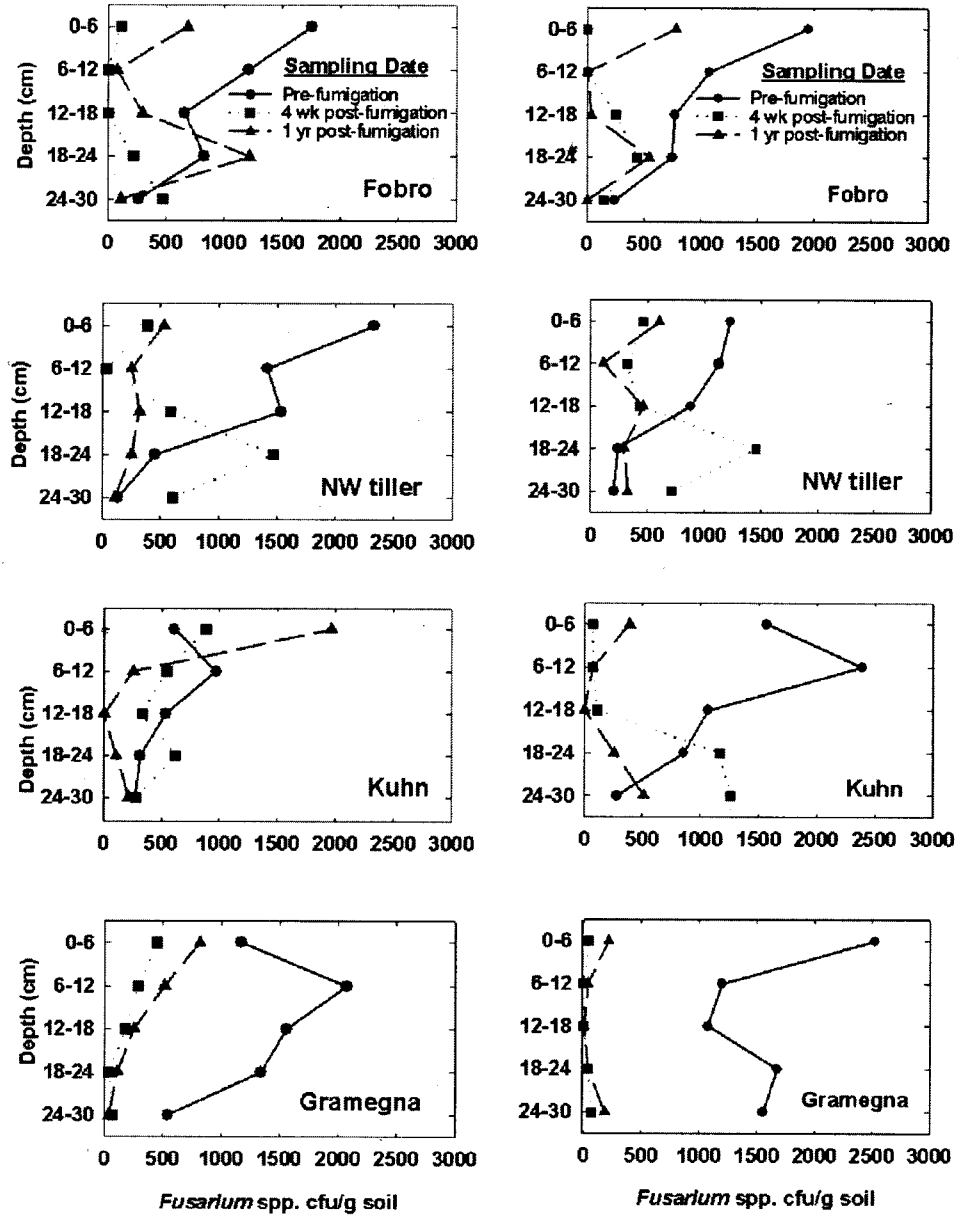 Depth (cm)
0-6
6-12
12-18
18-24
24-30
Sampling Date
Pre-fumigation
4 wk post-fumigation
1 yr post-fumigation
Fobro
0 500 1000 1500 2000 2500 3000
0-6
6-12
12-18
18-24
24-30
Sampling Date
Pre-fumigation
4 wk post-fumigation
1 yr post-fumigation
Fobro
0 500 1000 1500 2000 2500 3000
Depth (cm)
0-6
6-12
12-18
18-24
24-30
NW tiller
0 500 1000 1500 2000 2500 3000
0-6
6-12
12-18
18-24
24-30
NW tiller
0 500 1000 1500 2000 2500 3000
Depth (cm)
0-6
6-12
12-18
18-24
24-30
Kuhn
0 500 1000 1500 2000 2500 3000
0-6
6-12
12-18
18-24
24-30
Kuhn
0 500 1000 1500 2000 2500 3000
Depth (cm)
0-6
6-12
12-18
18-24
24-30
Gramegna
0 500 1000 1500 2000 2500 3000
Fusarium spp. cfu/g soil
0-6
6-12
12-18
18-24
24-30
Gramegna
0 500 1000 1500 2000 2500 3000
Fusarium spp. cfu/g soil